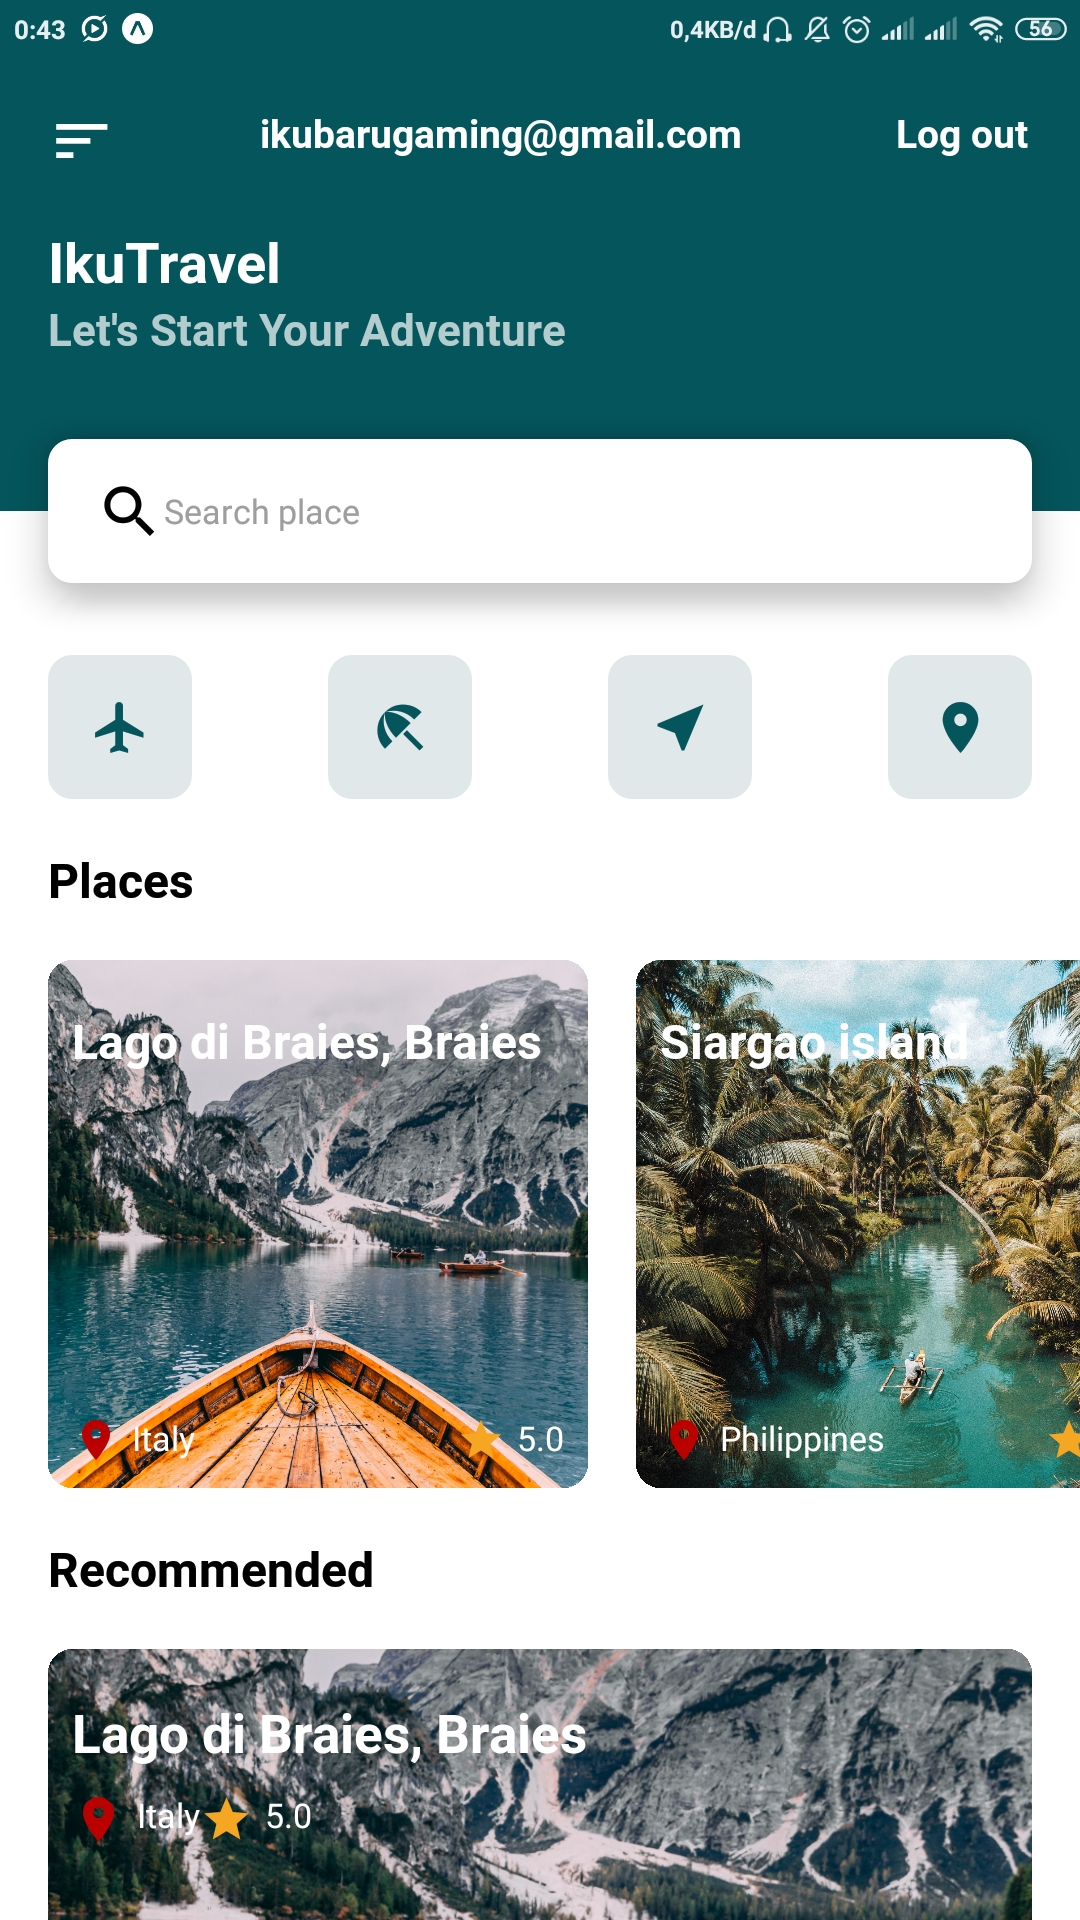 0:43 0,4KB/d 56
ikubarugaming@gmail.com Log out
IkuTravel
Let's Start Your Adventure
Search place
Places
Lago di Braies, Braies
Italy 5.0
Siargao island
Philippines
Recommended
Lago di Braies, Braies
Italy 5.0